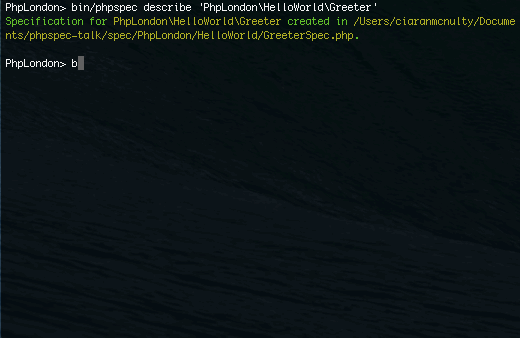 PhpLondon> bin/phpspec describe 'PhpLondon\HelloWorld\Greeter'
Specification for PhpLondon\HelloWorld\Greeter created in /Users/ciaranmcnulty/Docume
nts/phpspec-talk/spec/PhpLondon/HelloWorld/GreeterSpec.php.
PhpLondon> b